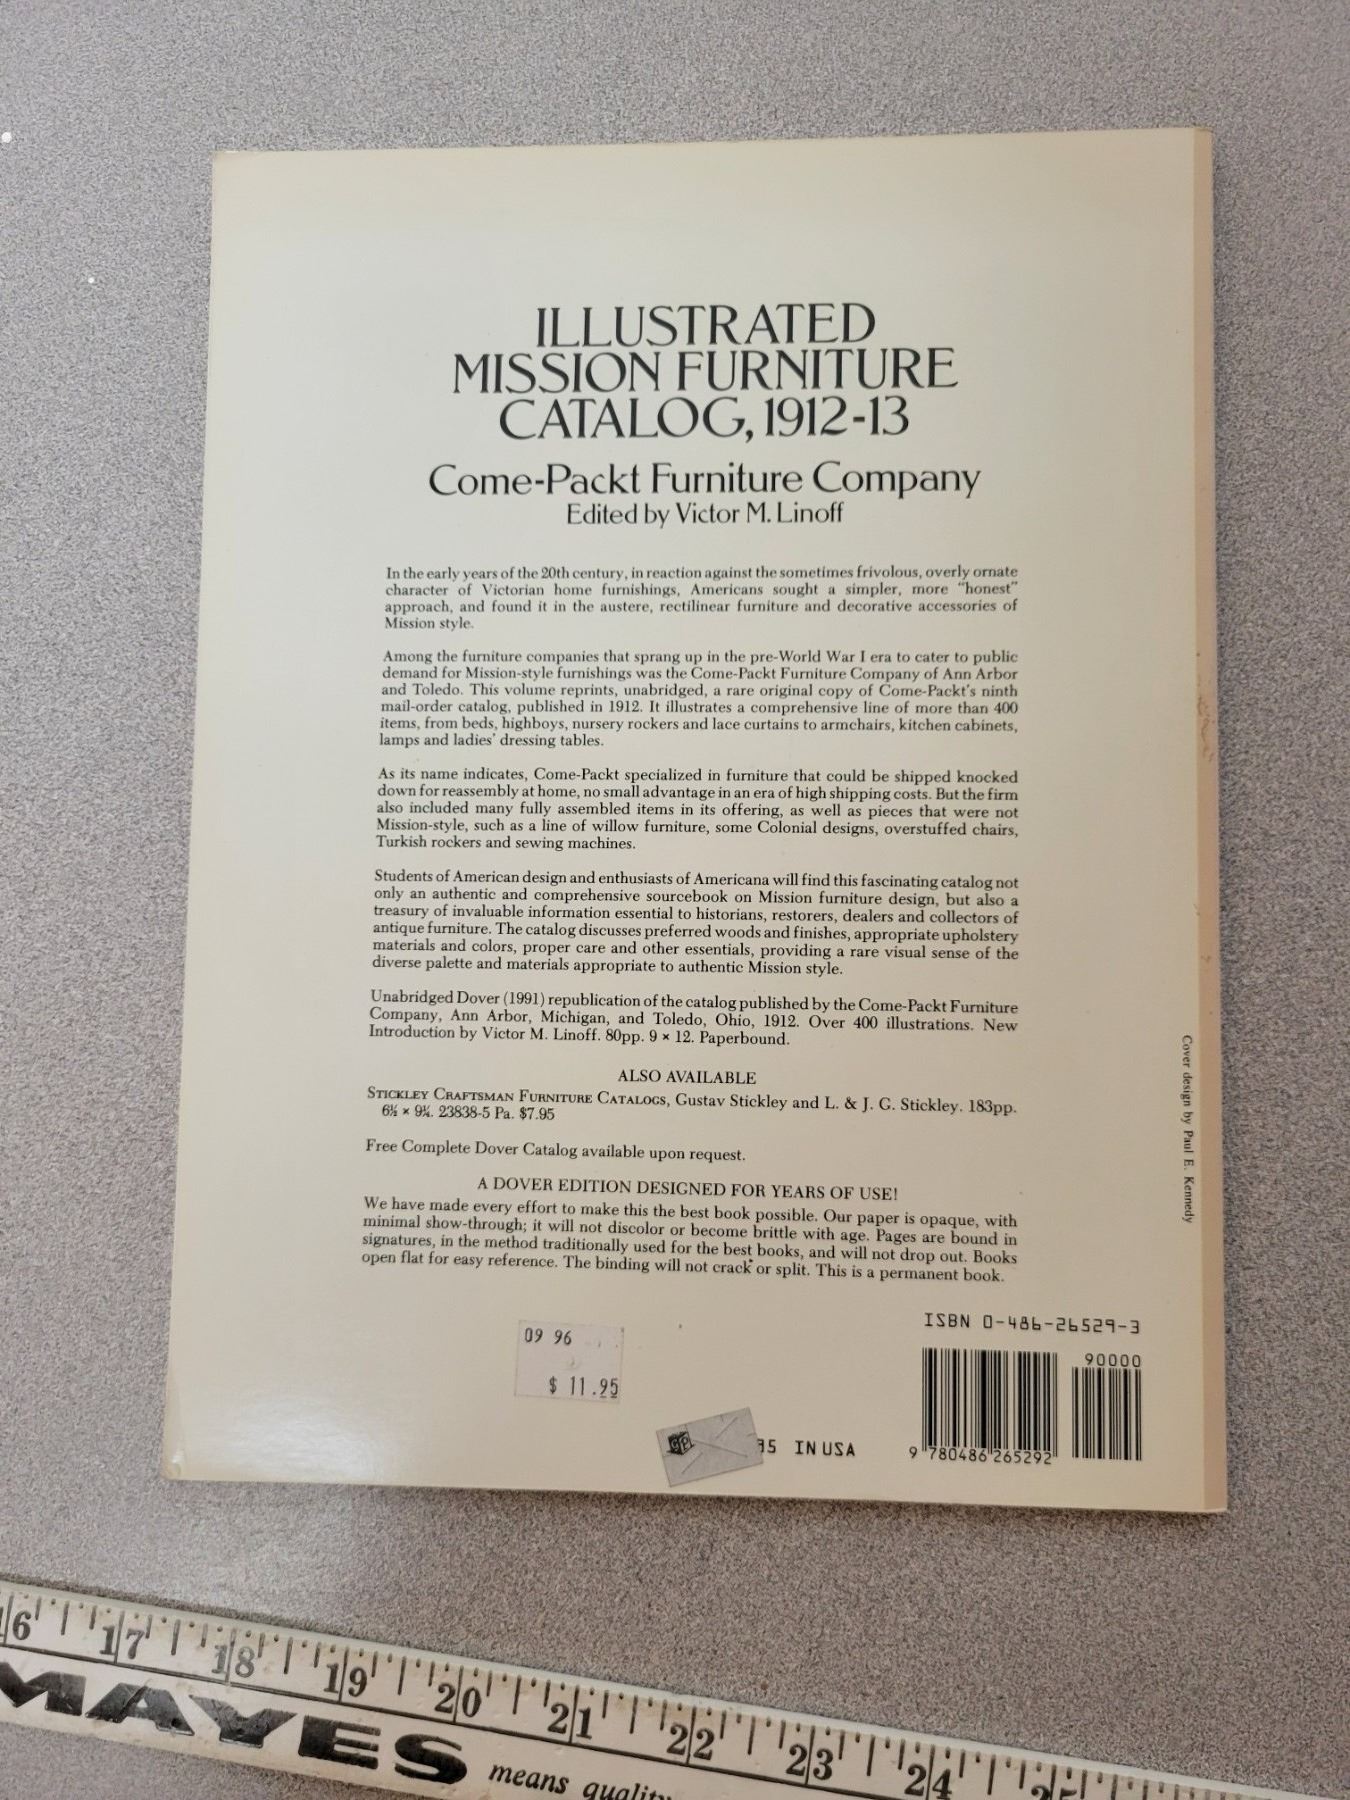 ILLUSTRATED
MISSION FURNITURE
CATALOG, 1912-13
Come-Packt Furniture Company
Edited by Victor M. Linoff
In the early years of the 20th century, in reaction against the sometimes frivolous, overly ornate
character of Victorian home furnishings, Americans sought a simpler, more "honest"
approach, and found it in the austere, rectilinear furniture and decorative accessories of
Mission style.
Among the furniture companies that sprang up in the pre-World War I era to cater to public
demand for Mission-style furnishings was the Come-Packt Furniture Company of Ann Arbor
and Toledo. This volume reprints, unabridged, a rare original copy of Come-Packt's ninth
mail-order catalog, published in 1912. It illustrates a comprehensive line of more than 400
items, from beds, highboys, nursery rockers and lace curtains to armchairs, kitchen cabinets,
lamps and ladies' dressing tables.
As its name indicates, Come-Packt specialized in furniture that could be shipped knocked
down for reassembly at home, no small advantage in an era of high shipping costs. But the firm
also included many fully assembled items in its offering, as well as pieces that were not
Mission-style, such as a line of willow furniture, some Colonial designs, overstuffed chairs,
Turkish rockers and sewing machines.
Students of American design and enthusiasts of Americana will find this fascinating catalog not
only an authentic and comprehensive sourcebook on Mission furniture design, but also a
treasury of invaluable information essential to historians, restorers, dealers and collectors of
antique furniture. The catalog discusses preferred woods and finishes, appropriate upholstery
materials and colors, proper care and other essentials, providing a rare visual sense of the
diverse palette and materials appropriate to authentic Mission style.
Unabridged Dover (1991) republication of the catalog published by the Come-Packt Furniture
Company, Ann Arbor, Michigan, and Toledo, Ohio, 1912. Over 400 illustrations. New
Introduction by Victor M. Linoff. 80pp. 9 × 12. Paperbound.
ALSO AVAILABLE
STICKLEY CRAFTSMAN FURNITURE CATALOGS, Gustav Stickley and L. & J. G. Stickley. 183pp.
6½ × 9¼. 23838-5 Pa. $7.95
Free Complete Dover Catalog available upon request.
A DOVER EDITION DESIGNED FOR YEARS OF USE!
We have made every effort to make this the best book possible. Our paper is opaque, with
minimal show-through; it will not discolor or become brittle with age. Pages are bound in
signatures, in the method traditionally used for the best books, and will not drop out. Books
open flat for easy reference. The binding will not crack or split. This is a permanent book.
Cover design by Paul E. Kennedy
ISBN 0-486-26529-3
90000
9 780486 265292
09 96
$ 11.95
95 IN USA
16 17 18 19 20 21 22 23 24 25
MAYES means quality